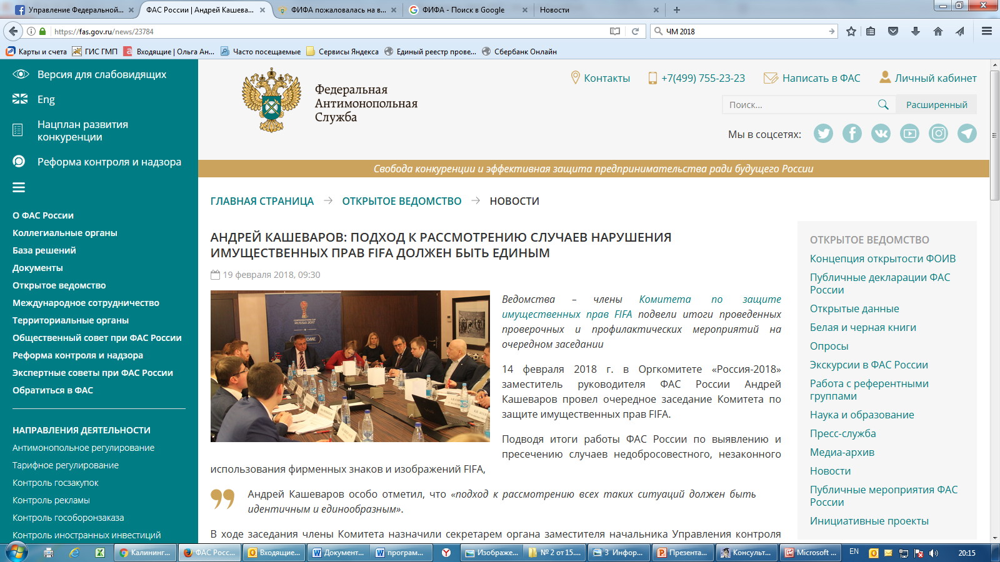 Управление Федеральной...
ФАС России | Андрей Кашева...
ФИФА пожаловалась на в...
ФИФА - Поиск в Google
Новости
https://fas.gov.ru/news/23784
ЧМ 2018
Карты и счета
ГИС ГМП
Входящие | Ольга Ан...
Часто посещаемые
Сервисы Яндекса
Единый реестр прове...
Сбербанк Онлайн
Версия для слабовидящих
Eng
Нацплан развития
конкуренции
Реформа контроля и надзора
О ФАС России
Коллегиальные органы
База решений
Документы
Открытое ведомство
Международное сотрудничество
Территориальные органы
Общественный совет при ФАС России
Реформа контроля и надзора
Экспертные советы при ФАС России
Обратиться в ФАС
НАПРАВЛЕНИЯ ДЕЯТЕЛЬНОСТИ
Антимонопольное регулирование
Тарифное регулирование
Контроль госзакупок
Контроль рекламы
Контроль гособоронзаказа
Контроль иностранных инвестиций
Федеральная
Антимонопольная
Служба
Контакты
+7(499) 755-23-23
Написать в ФАС
Личный кабинет
Поиск...
Расширенный
Мы в соцсетях:
Свобода конкуренции и эффективная защита предпринимательства ради будущего России
ГЛАВНАЯ СТРАНИЦА
ОТКРЫТОЕ ВЕДОМСТВО
НОВОСТИ
АНДРЕЙ КАШЕВАРОВ: ПОДХОД К РАССМОТРЕНИЮ СЛУЧАЕВ НАРУШЕНИЯ
ИМУЩЕСТВЕННЫХ ПРАВ FIFA ДОЛЖЕН БЫТЬ ЕДИНЫМ
19 февраля 2018, 09:30
Ведомства – члены Комитета по защите
имущественных прав FIFA подвели итоги проведенных
проверочных и профилактических мероприятий на
очередном заседании
14 февраля 2018 г. в Оргкомитете «Россия-2018»
заместитель руководителя ФАС России Андрей
Кашеваров провел очередное заседание Комитета по
защите имущественных прав FIFA.
Подводя итоги работы ФАС России по выявлению и
пресечению случаев недобросовестного, незаконного
использования фирменных знаков и изображений FIFA,
Андрей Кашеваров особо отметил, что «подход к рассмотрению всех таких ситуаций должен быть
идентичным и единообразным».
В ходе заседания члены Комитета назначили секретарем органа заместителя начальника Управления контроля
ОТКРЫТОЕ ВЕДОМСТВО
Концепция открытости ФОИВ
Публичные декларации ФАС
России
Открытые данные
Белая и черная книги
Опросы
Экскурсии в ФАС России
Работа с референтными
группами
Наука и образование
Пресс-служба
Медиа-архив
Новости
Публичные мероприятия ФАС
России
Инициативные проекты
Калининг...
ФАС Росс...
Входящие...
Документ...
програм...
Изображе...
№ 2 от 15....
3 Инфор...
Презента...
Консульт...
Microsoft ...
EN
20:15